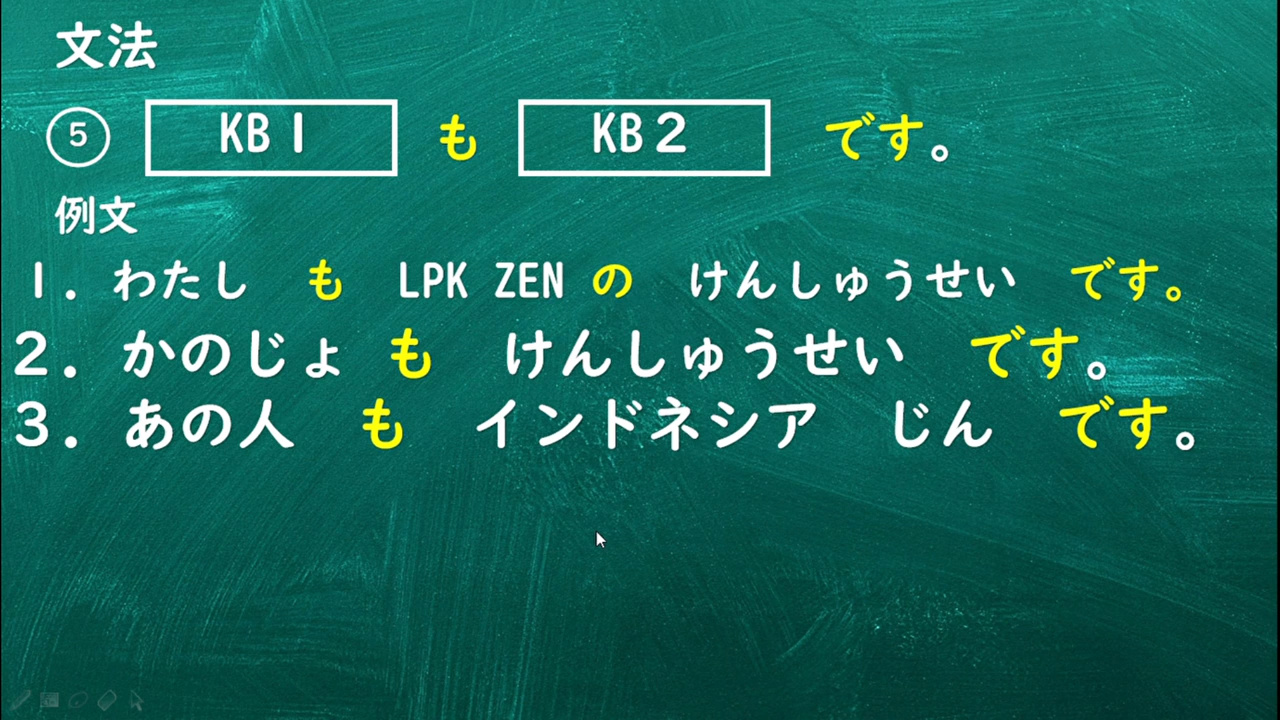 文法
⑤ KB1 も KB2 です。
例文
1. わたし も LPK ZEN の けんしゅうせい です。
2. かのじょ も けんしゅうせい です。
3. あの人 も インドネシア じん です。